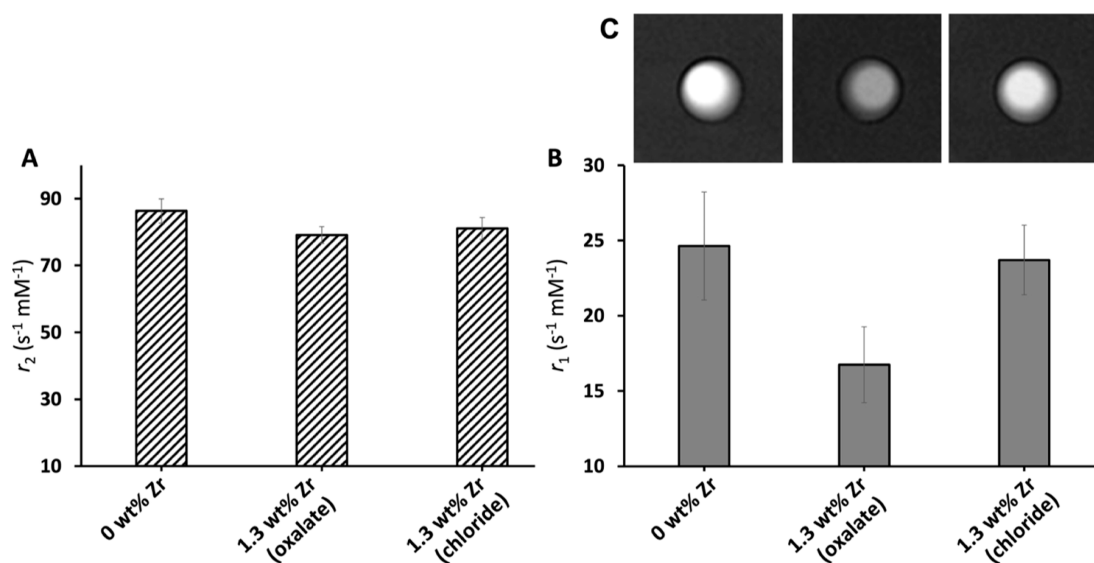 C
A
90
70
50
30
10
r₂ (s⁻¹ mM⁻¹)
0 wt% Zr
1.3 wt% Zr
(oxalate)
1.3 wt% Zr
(chloride)
B
30
25
20
15
10
r₁ (s⁻¹ mM⁻¹)
0 wt% Zr
1.3 wt% Zr
(oxalate)
1.3 wt% Zr
(chloride)